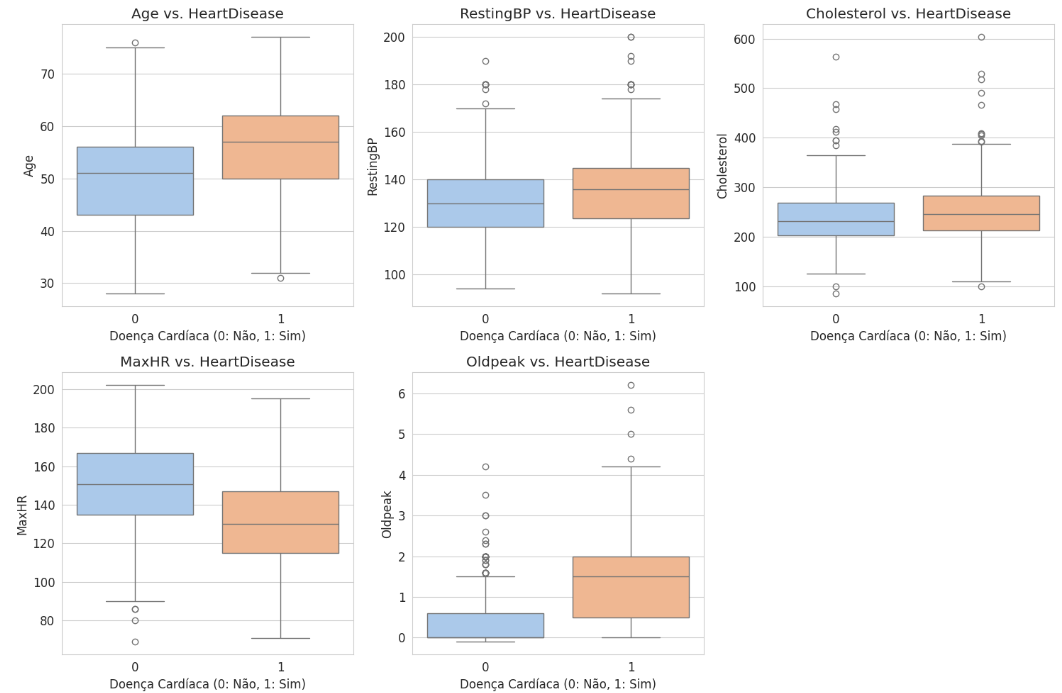 Age vs. HeartDisease
70
60
50
40
30
Age
0
1
Doença Cardíaca (0: Não, 1: Sim)
RestingBP vs. HeartDisease
200
180
160
140
120
100
RestingBP
0
1
Doença Cardíaca (0: Não, 1: Sim)
Cholesterol vs. HeartDisease
600
500
400
300
200
100
Cholesterol
0
1
Doença Cardíaca (0: Não, 1: Sim)
MaxHR vs. HeartDisease
200
180
160
140
120
100
80
MaxHR
0
1
Doença Cardíaca (0: Não, 1: Sim)
Oldpeak vs. HeartDisease
6
5
4
3
2
1
0
Oldpeak
0
1
Doença Cardíaca (0: Não, 1: Sim)